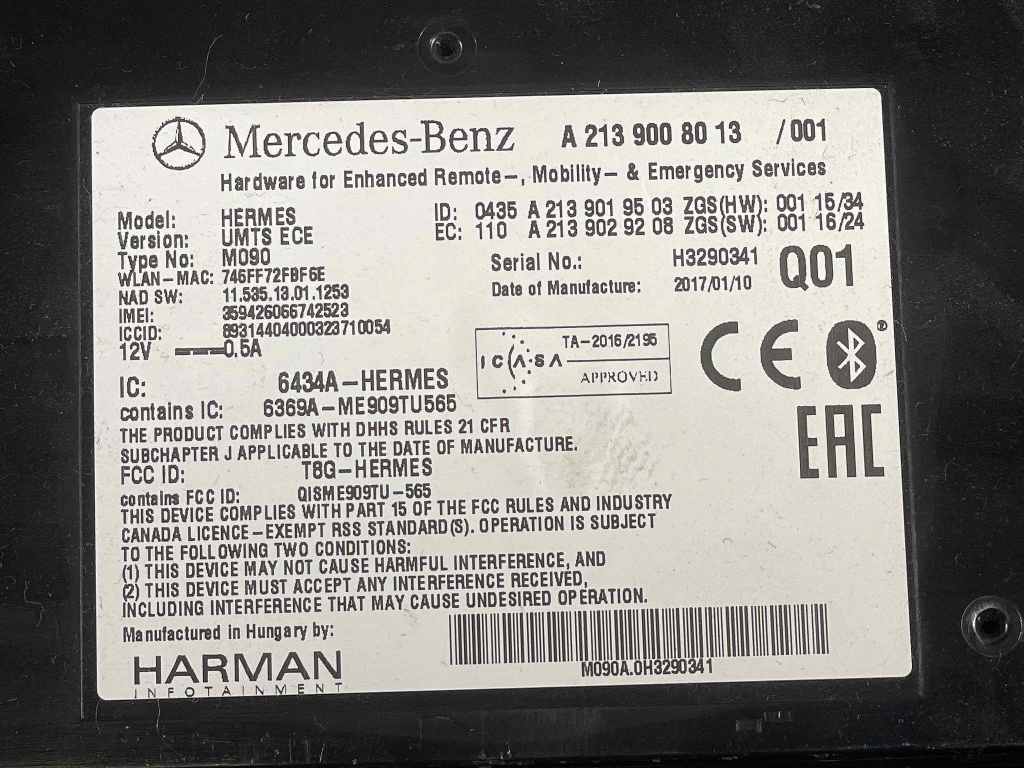 Mercedes-Benz A 213 900 80 13 /001
Hardware for Enhanced Remote-, Mobility- & Emergency Services
Model: HERMES
Version: UMTS ECE
Type No: M090
WLAN-MAC: 746FF72FBF6E
NAD SW: 11.535.13.01.1253
IMEI: 359426066742523
ICCID: 89314404000323710054
12V 0.5A
ID: 0435 A 213 901 95 03 ZGS(HW): 001 15/34
EC: 110 A 213 902 92 08 ZGS(SW): 001 16/24
Serial No.: H3290341
Date of Manufacture: 2017/01/10
Q01
ICASA TA-2016/2195
APPROVED
CE
EAC
IC: 6434A-HERMES
contains IC: 6369A-ME909TU565
THE PRODUCT COMPLIES WITH DHHS RULES 21 CFR
SUBCHAPTER J APPLICABLE TO THE DATE OF MANUFACTURE.
FCC ID: T8G-HERMES
contains FCC ID: QISME909TU-565
THIS DEVICE COMPLIES WITH PART 15 OF THE FCC RULES AND INDUSTRY
CANADA LICENCE-EXEMPT RSS STANDARD(S). OPERATION IS SUBJECT
TO THE FOLLOWING TWO CONDITIONS:
(1) THIS DEVICE MAY NOT CAUSE HARMFUL INTERFERENCE, AND
(2) THIS DEVICE MUST ACCEPT ANY INTERFERENCE RECEIVED,
INCLUDING INTERFERENCE THAT MAY CAUSE UNDESIRED OPERATION.
Manufactured in Hungary by:
HARMAN
INFOTAINMENT
M090A.0H3290341